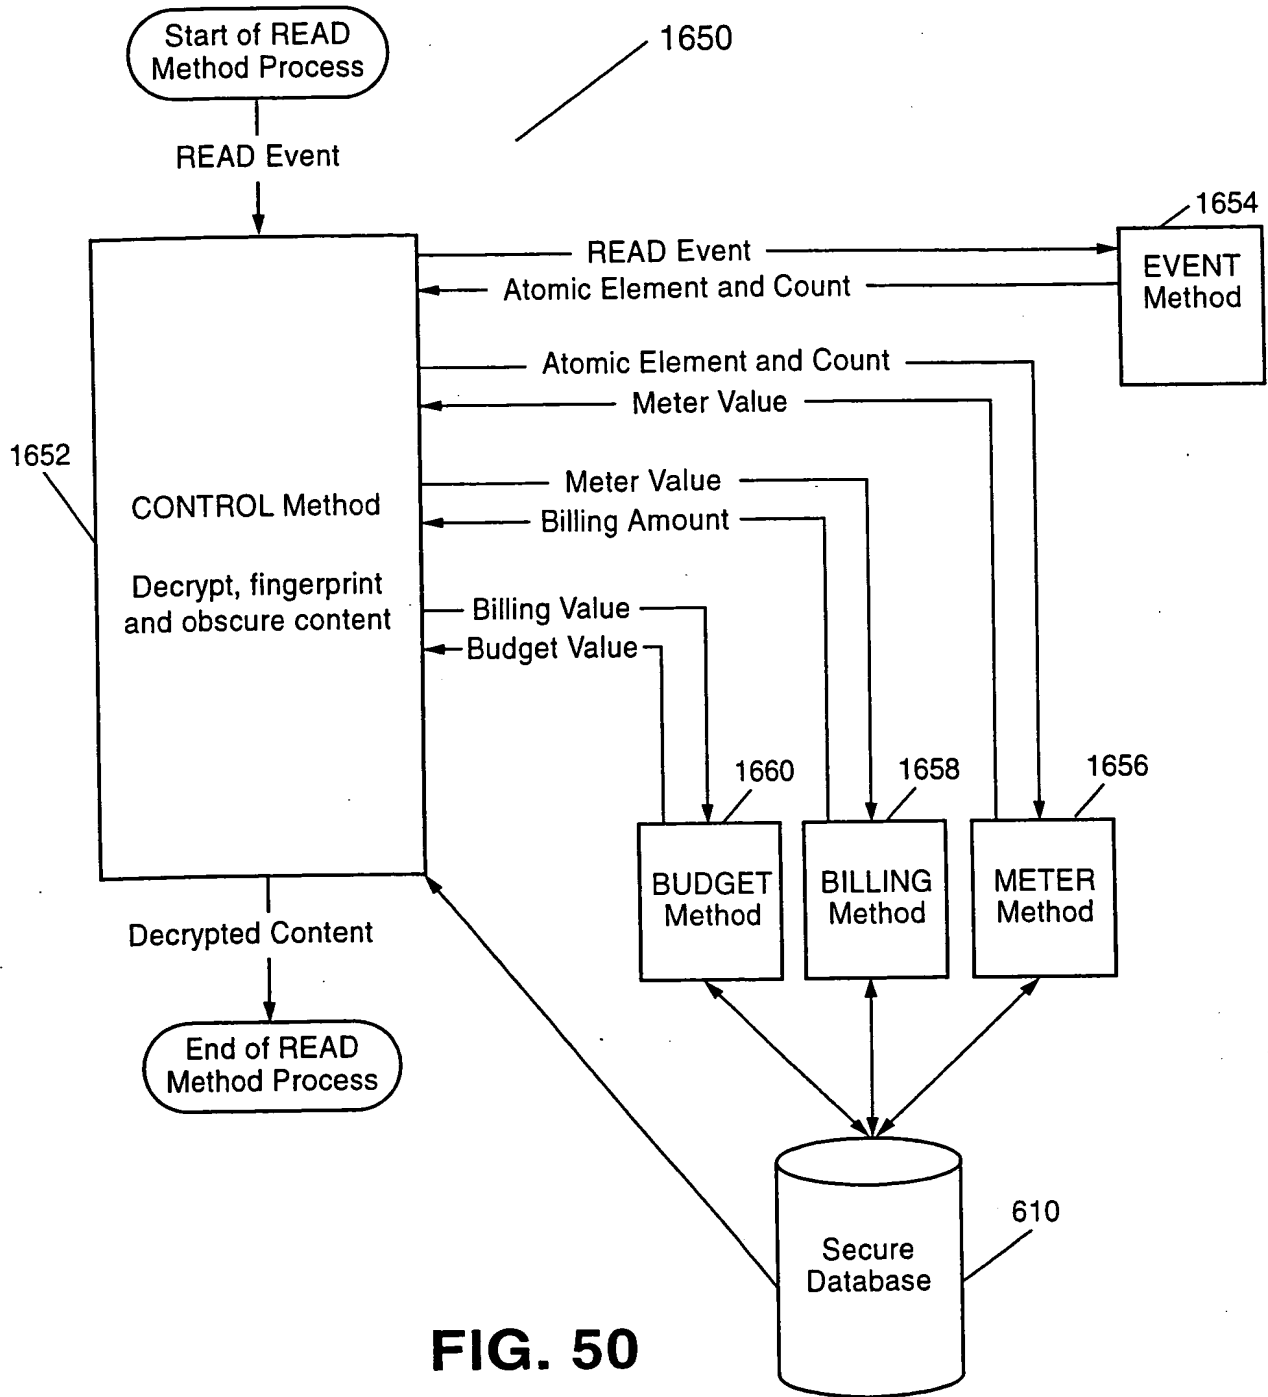 Start of READ
Method Process
1650
READ Event
1654
READ Event
EVENT
Method
Atomic Element and Count
Atomic Element and Count
Meter Value
1652
Meter Value
CONTROL Method
Billing Amount
Decrypt, fingerprint
and obscure content
Billing Value
Budget Value
1660
1658
1656
BUDGET
Method
BILLING
Method
METER
Method
Decrypted Content
End of READ
Method Process
610
Secure
Database
FIG. 50